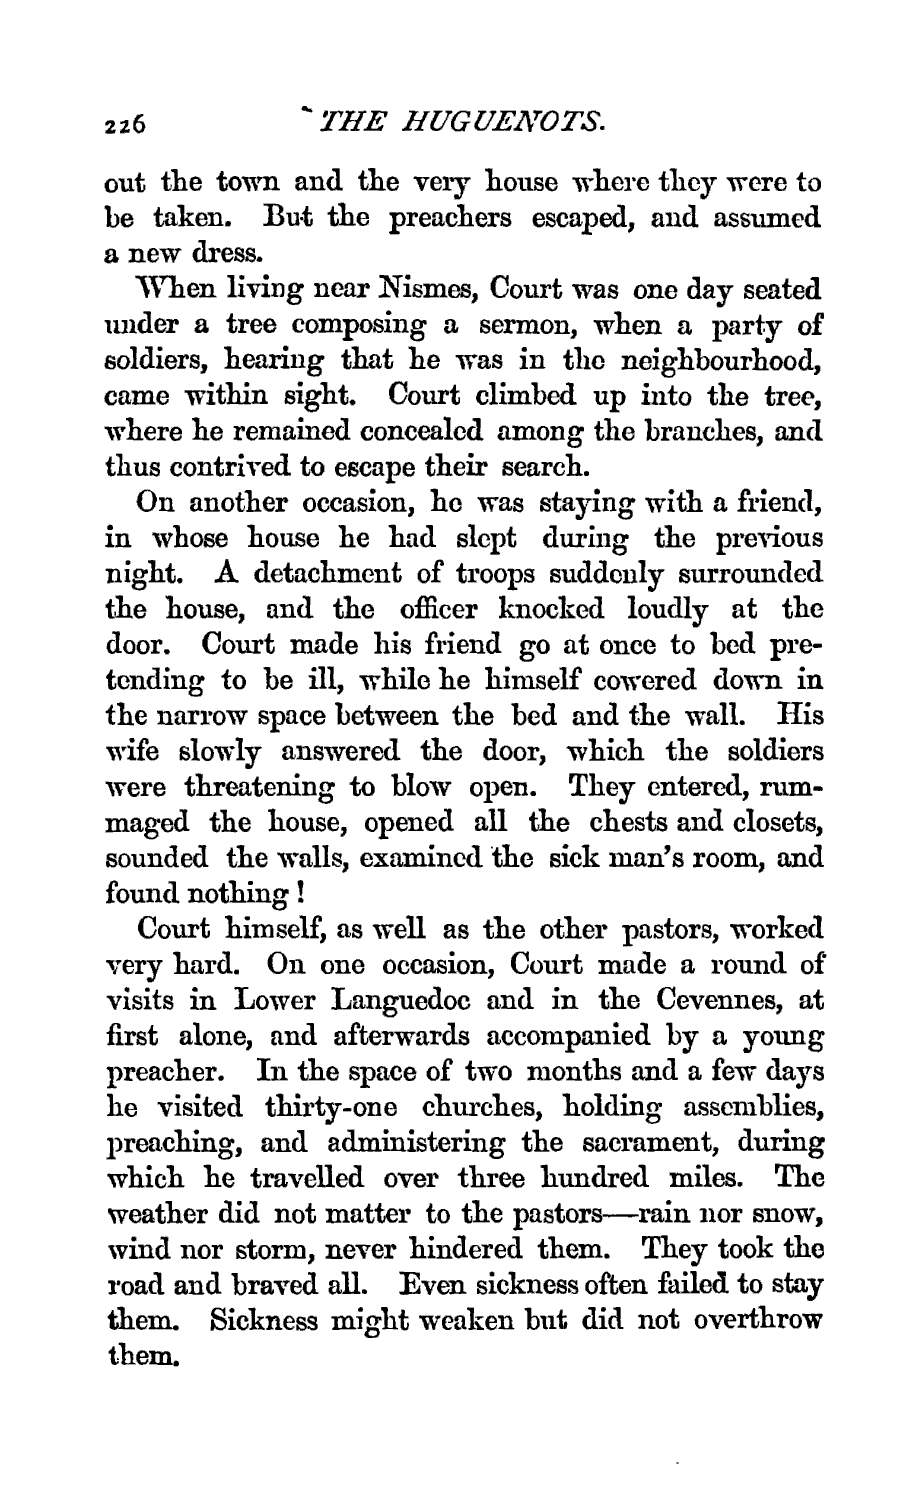 226 THE HUGUENOTS.
out the town and the very house where they were to
be taken. But the preachers escaped, and assumed
a new dress.
When living near Nismes, Court was one day seated
under a tree composing a sermon, when a party of
soldiers, hearing that he was in the neighbourhood,
came within sight. Court climbed up into the tree,
where he remained concealed among the branches, and
thus contrived to escape their search.
On another occasion, he was staying with a friend,
in whose house he had slept during the previous
night. A detachment of troops suddenly surrounded
the house, and the officer knocked loudly at the
door. Court made his friend go at once to bed pre-
tending to be ill, while he himself cowered down in
the narrow space between the bed and the wall. His
wife slowly answered the door, which the soldiers
were threatening to blow open. They entered, rum-
maged the house, opened all the chests and closets,
sounded the walls, examined the sick man's room, and
found nothing !
Court himself, as well as the other pastors, worked
very hard. On one occasion, Court made a round of
visits in Lower Languedoc and in the Cevennes, at
first alone, and afterwards accompanied by a young
preacher. In the space of two months and a few days
he visited thirty-one churches, holding assemblies,
preaching, and administering the sacrament, during
which he travelled over three hundred miles. The
weather did not matter to the pastors—rain nor snow,
wind nor storm, never hindered them. They took the
road and braved all. Even sickness often failed to stay
them. Sickness might weaken but did not overthrow
them.